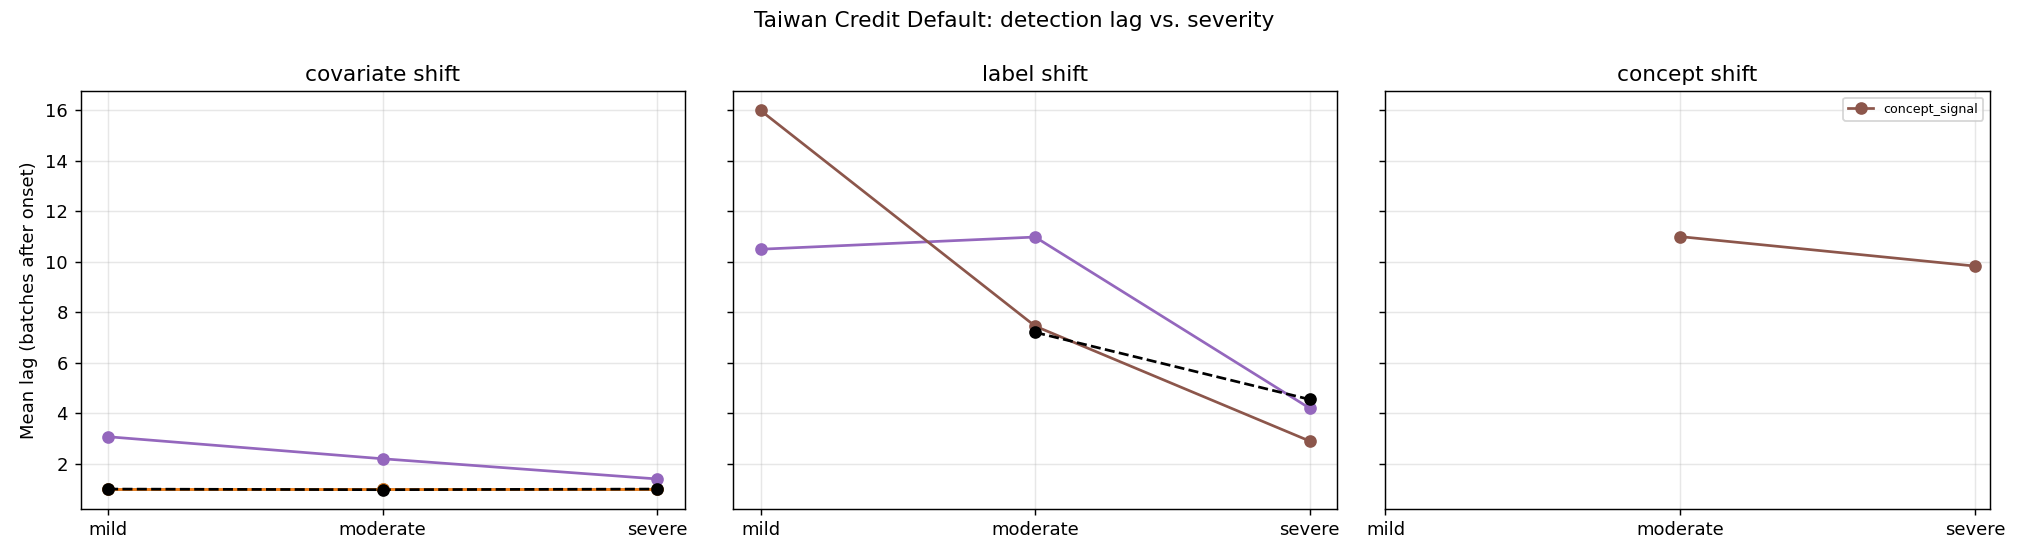 Taiwan Credit Default: detection lag vs. severity
covariate shift
label shift
concept shift
Mean lag (batches after onset)
16
14
12
10
8
6
4
2
concept_signal
mild
moderate
severe
mild
moderate
severe
mild
moderate
severe